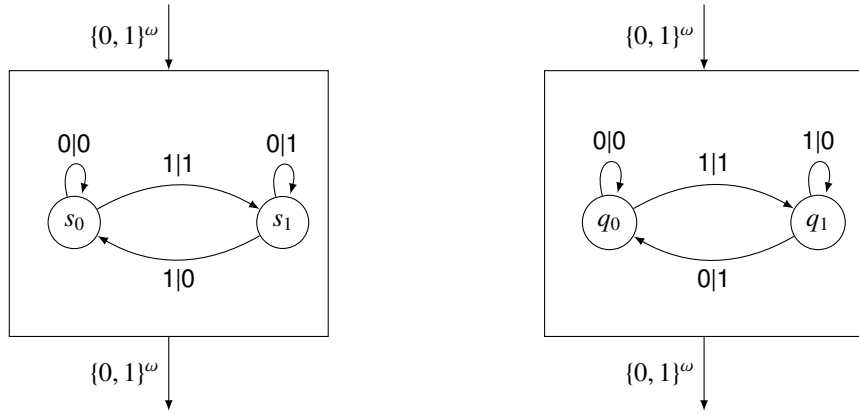 {0, 1}^ω {0, 1}^ω
0|0 1|1 0|1 0|0 1|1 1|0
s₀ s₁ q₀ q₁
1|0 0|1
{0, 1}^ω {0, 1}^ω